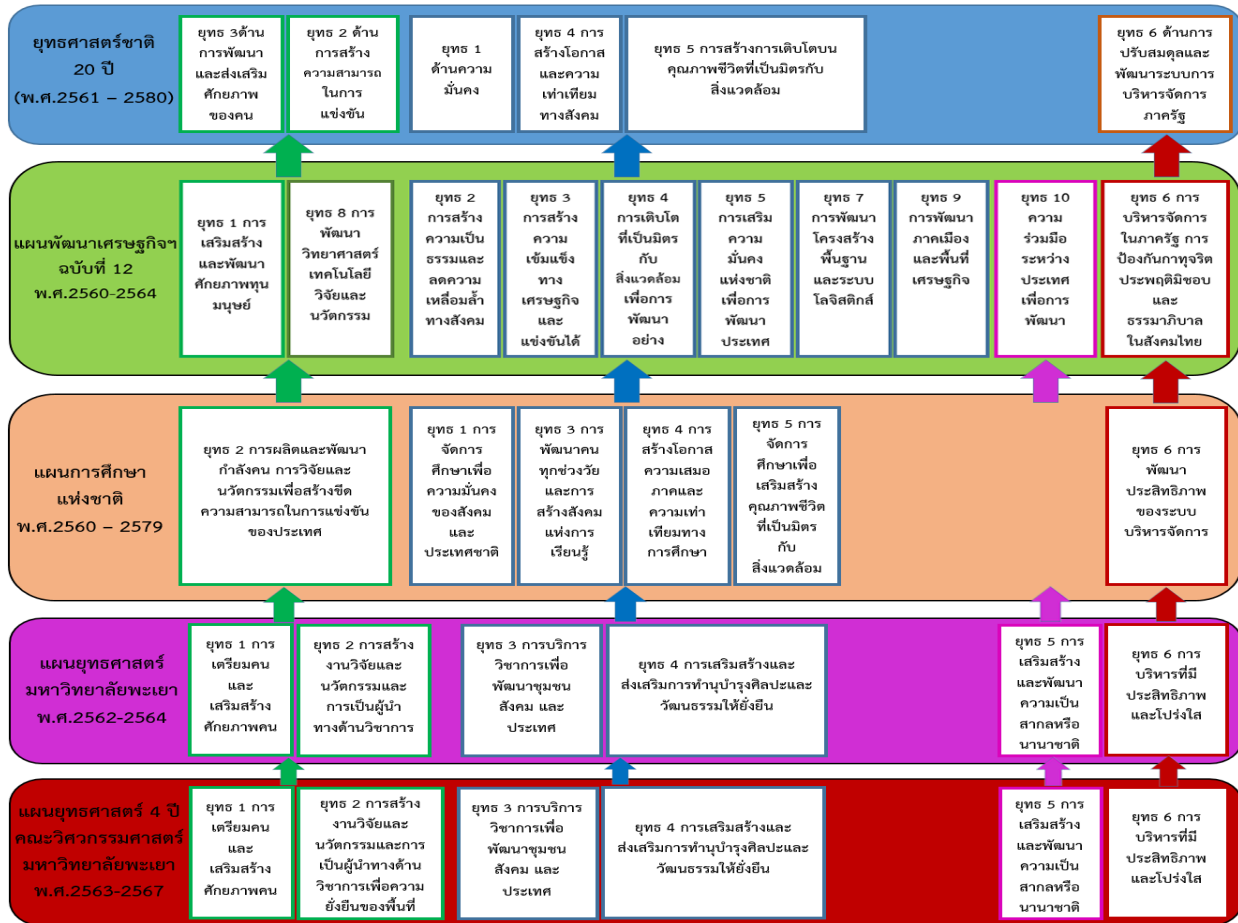 ยุทธศาสตร์ชาติ
20 ปี
(พ.ศ.2561 – 2580)
ยุทธ 3ด้าน
การพัฒนา
และส่งเสริม
ศักยภาพ
ของคน
ยุทธ 2 ด้าน
การสร้าง
ความสามารถ
ในการ
แข่งขัน
ยุทธ 1
ด้านความ
มั่นคง
ยุทธ 4 การ
สร้างโอกาส
และความ
เท่าเทียม
ทางสังคม
ยุทธ 5 การสร้างการเติบโตบน
คุณภาพชีวิตที่เป็นมิตรกับ
สิ่งแวดล้อม
ยุทธ 6 ด้านการ
ปรับสมดุลและ
พัฒนาระบบการ
บริหารจัดการ
ภาครัฐ
แผนพัฒนาเศรษฐกิจฯ
ฉบับที่ 12
พ.ศ.2560-2564
ยุทธ 1 การ
เสริมสร้าง
และพัฒนา
ศักยภาพทุน
มนุษย์
ยุทธ 8 การ
พัฒนา
วิทยาศาสตร์
เทคโนโลยี
วิจัยและ
นวัตกรรม
ยุทธ 2
การสร้าง
ความเป็น
ธรรมและ
ลดความ
เหลื่อมล้ำ
ทางสังคม
ยุทธ 3
การสร้าง
ความ
เข้มแข็ง
ทาง
เศรษฐกิจ
และ
แข่งขันได้
ยุทธ 4
การเติบโต
ที่เป็นมิตร
กับ
สิ่งแวดล้อม
เพื่อการ
พัฒนา
อย่าง
ยุทธ 5
การเสริม
ความ
มั่นคง
แห่งชาติ
เพื่อการ
พัฒนา
ประเทศ
ยุทธ 7
การพัฒนา
โครงสร้าง
พื้นฐาน
และระบบ
โลจิสติกส์
ยุทธ 9
การพัฒนา
ภาคเมือง
และพื้นที่
เศรษฐกิจ
ยุทธ 10
ความ
ร่วมมือ
ระหว่าง
ประเทศ
เพื่อการ
พัฒนา
ยุทธ 6 การ
บริหารจัดการ
ในภาครัฐ การ
ป้องกันกาทุจริต
ประพฤติมิชอบ
และ
ธรรมาภิบาล
ในสังคมไทย
แผนการศึกษา
แห่งชาติ
พ.ศ.2560 – 2579
ยุทธ 2 การผลิตและพัฒนา
กำลังคน การวิจัยและ
นวัตกรรมเพื่อสร้างขีด
ความสามารถในการแข่งขัน
ของประเทศ
ยุทธ 1 การ
จัดการ
ศึกษาเพื่อ
ความมั่นคง
ของสังคม
และ
ประเทศชาติ
ยุทธ 3 การ
พัฒนาคน
ทุกช่วงวัย
และการ
สร้างสังคม
แห่งการ
เรียนรู้
ยุทธ 4 การ
สร้างโอกาส
ความเสมอ
ภาคและ
ความเท่า
เทียมทาง
การศึกษา
ยุทธ 5 การ
จัดการ
ศึกษาเพื่อ
เสริมสร้าง
คุณภาพชีวิต
ที่เป็นมิตร
กับ
สิ่งแวดล้อม
ยุทธ 6 การ
พัฒนา
ประสิทธิภาพ
ของระบบ
บริหารจัดการ
แผนยุทธศาสตร์
มหาวิทยาลัยพะเยา
พ.ศ.2562-2564
ยุทธ 1 การ
เตรียมคน
และ
เสริมสร้าง
ศักยภาพคน
ยุทธ 2 การสร้าง
งานวิจัยและ
นวัตกรรมและ
การเป็นผู้นำ
ทางด้านวิชาการ
ยุทธ 3 การบริการ
วิชาการเพื่อ
พัฒนาชุมชน
สังคม และ
ประเทศ
ยุทธ 4 การเสริมสร้างและ
ส่งเสริมการทำนุบำรุงศิลปะและ
วัฒนธรรมให้ยั่งยืน
ยุทธ 5 การ
เสริมสร้าง
และพัฒนา
ความเป็น
สากลหรือ
นานาชาติ
ยุทธ 6 การ
บริหารที่มี
ประสิทธิภาพ
และโปร่งใส
แผนยุทธศาสตร์ 4 ปี
คณะวิศวกรรมศาสตร์
มหาวิทยาลัยพะเยา
พ.ศ.2563-2567
ยุทธ 1 การ
เตรียมคน
และ
เสริมสร้าง
ศักยภาพคน
ยุทธ 2 การสร้าง
งานวิจัยและ
นวัตกรรมและการ
เป็นผู้นำทางด้าน
วิชาการเพื่อความ
ยั่งยืนของพื้นที่
ยุทธ 3 การบริการ
วิชาการเพื่อ
พัฒนาชุมชน
สังคม และ
ประเทศ
ยุทธ 4 การเสริมสร้างและ
ส่งเสริมการทำนุบำรุงศิลปะและ
วัฒนธรรมให้ยั่งยืน
ยุทธ 5 การ
เสริมสร้าง
และพัฒนา
ความเป็น
สากลหรือ
นานาชาติ
ยุทธ 6 การ
บริหารที่มี
ประสิทธิภาพ
และโปร่งใส